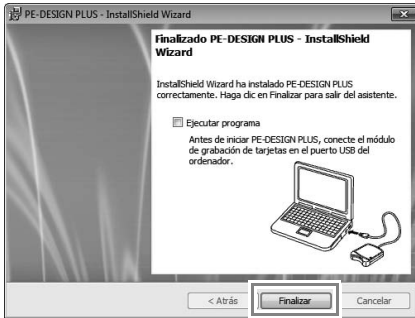 PE-DESIGN PLUS - InstallShield Wizard
Finalizado PE-DESIGN PLUS - InstallShield
Wizard
InstallShield Wizard ha instalado PE-DESIGN PLUS
correctamente. Haga clic en Finalizar para salir del asistente.
Ejecutar programa
Antes de iniciar PE-DESIGN PLUS, conecte el módulo
de grabación de tarjetas en el puerto USB del
ordenador.
< Atrás Finalizar Cancelar